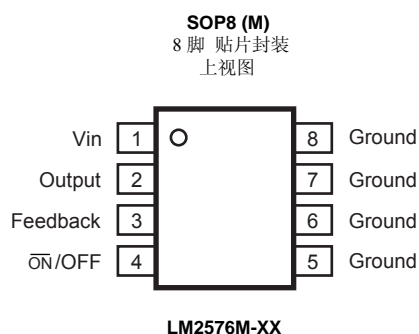 SOP8 (M)
8 脚 贴片封装
上视图
Vin 1 8 Ground
Output 2 7 Ground
Feedback 3 6 Ground
O̅N̅/OFF 4 5 Ground
LM2576M-XX